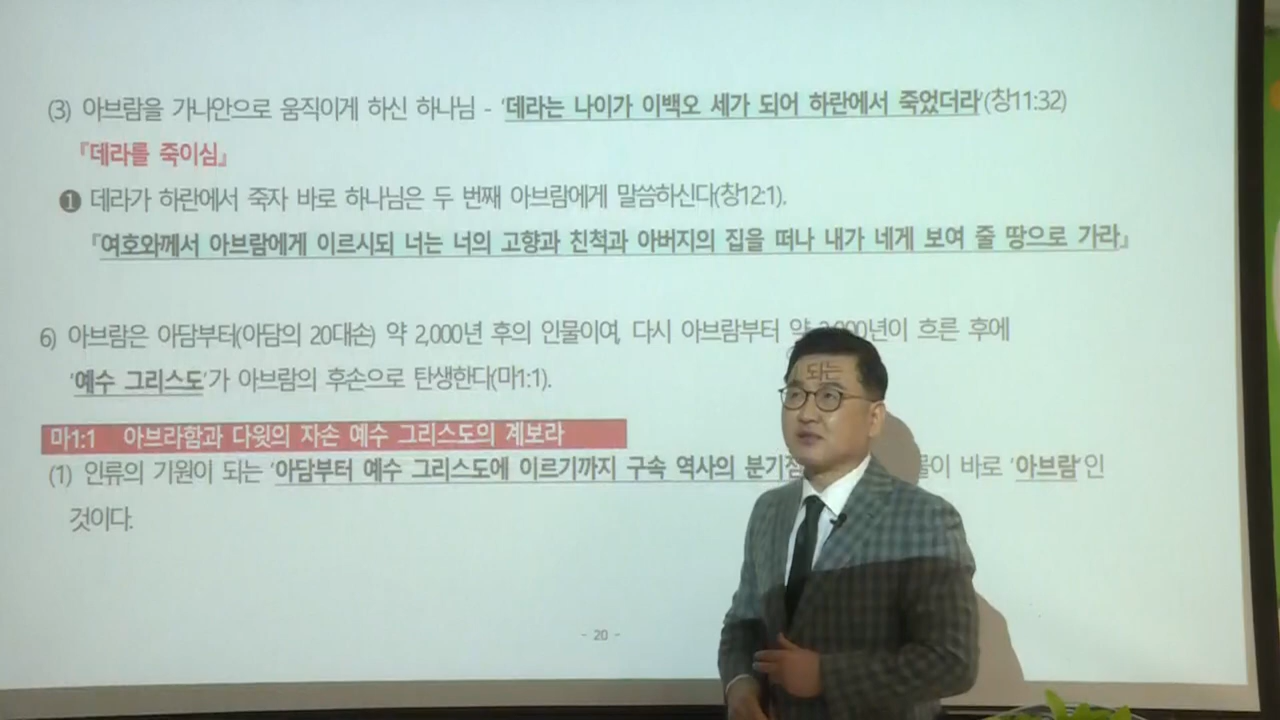 (3) 아브람을 가나안으로 움직이게 하신 하나님 - '데라는 나이가 이백오 세가 되어 하란에서 죽었더라'(창11:32)
『데라를 죽이심』
❶ 데라가 하란에서 죽자 바로 하나님은 두 번째 아브람에게 말씀하신다(창12:1).
『여호와께서 아브람에게 이르시되 너는 너의 고향과 친척과 아버지의 집을 떠나 내가 네게 보여 줄 땅으로 가라』
6) 아브람은 아담부터(아담의 20대손) 약 2,000년 후의 인물이여, 다시 아브람부터 약 2,000년이 흐른 후에
'예수 그리스도'가 아브람의 후손으로 탄생한다(마1:1).
마1:1 아브라함과 다윗의 자손 예수 그리스도의 계보라
(1) 인류의 기원이 되는 '아담부터 예수 그리스도에 이르기까지 구속 역사의 분기점 되는 바로 '아브람'인
것이다.
- 20 -